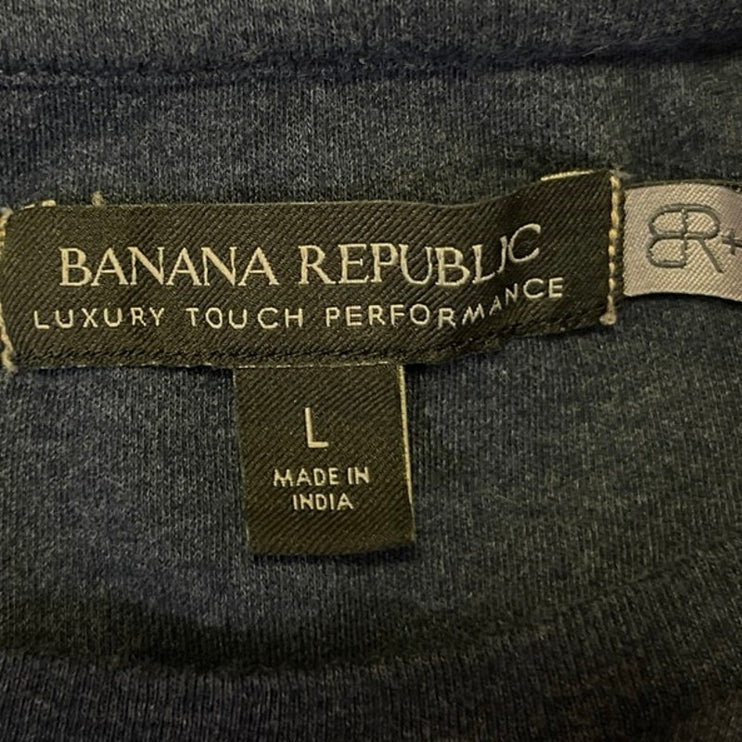 BANANA REPUBLIC
LUXURY TOUCH PERFORMANCE
BR+
L
MADE IN
INDIA